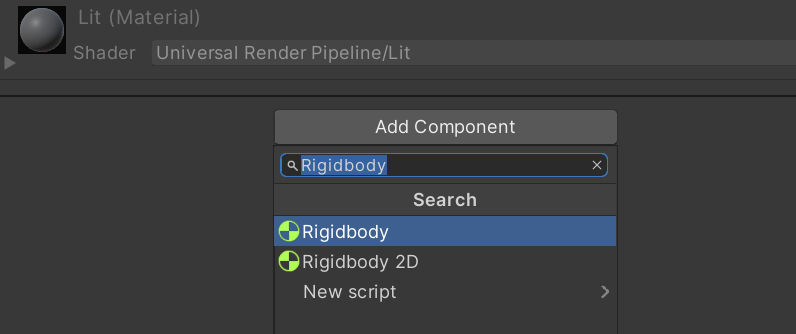 Lit (Material)
Shader Universal Render Pipeline/Lit
Add Component
Rigidbody
Search
Rigidbody
Rigidbody 2D
New script